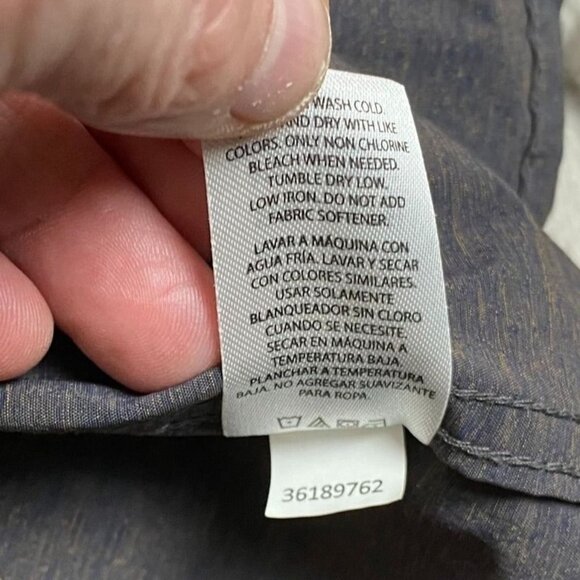 WASH COLD.
AND DRY WITH LIKE
COLORS. ONLY NON CHLORINE
BLEACH WHEN NEEDED.
TUMBLE DRY LOW.
LOW IRON. DO NOT ADD
FABRIC SOFTENER.
LAVAR A MÁQUINA CON
AGUA FRÍA. LAVAR Y SECAR
CON COLORES SIMILARES.
USAR SOLAMENTE
BLANQUEADOR SIN CLORO
CUANDO SE NECESITE.
SECAR EN MÁQUINA A
TEMPERATURA BAJA.
PLANCHAR A TEMPERATURA
BAJA. NO AGREGAR SUAVIZANTE
PARA ROPA.
36189762